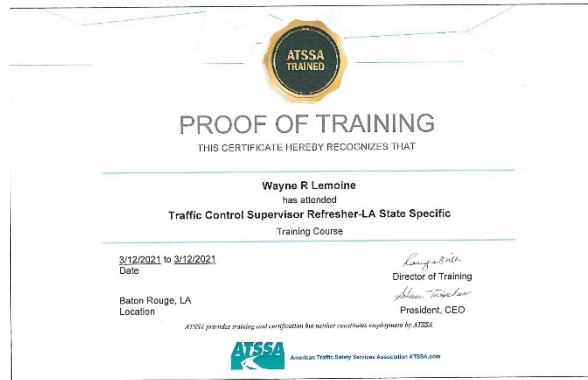 ATSSA
TRAINED
PROOF OF TRAINING
THIS CERTIFICATE HEREBY RECOGNIZES THAT
Wayne R Lemoine
has attended
Traffic Control Supervisor Refresher-LA State Specific
Training Course
3/12/2021 to 3/12/2021
Date
Director of Training
Baton Rouge, LA
Location
President, CEO
ATSSA provides training and certification but neither constitutes employment by ATSSA.
ATSSA
American Traffic Safety Services Association ATSSA.com